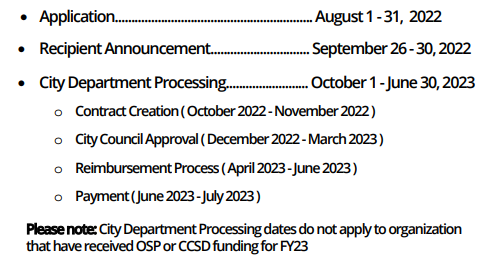 • Application............................................................. August 1 - 31, 2022
• Recipient Announcement.............................. September 26 - 30, 2022
• City Department Processing......................... October 1 - June 30, 2023
o Contract Creation ( October 2022 - November 2022 )
o City Council Approval ( December 2022 - March 2023 )
o Reimbursement Process ( April 2023 - June 2023 )
o Payment ( June 2023 - July 2023 )
Please note: City Department Processing dates do not apply to organization
that have received OSP or CCSD funding for FY23